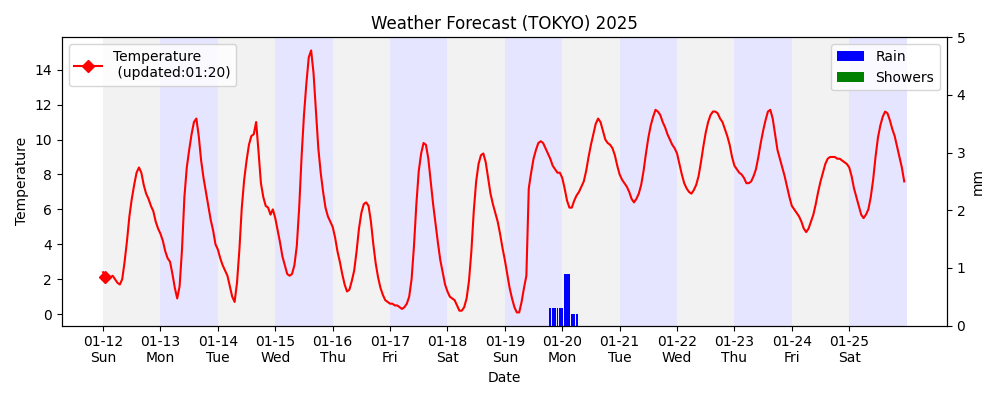 Weather Forecast (TOKYO) 2025
Temperature
(updated:01:20)
Rain
Showers
Temperature
14
12
10
8
6
4
2
0
5
4
3
2
1
0
mm
01-12 01-13 01-14 01-15 01-16 01-17 01-18 01-19 01-20 01-21 01-22 01-23 01-24 01-25
Sun Mon Tue Wed Thu Fri Sat Sun Mon Tue Wed Thu Fri Sat
Date